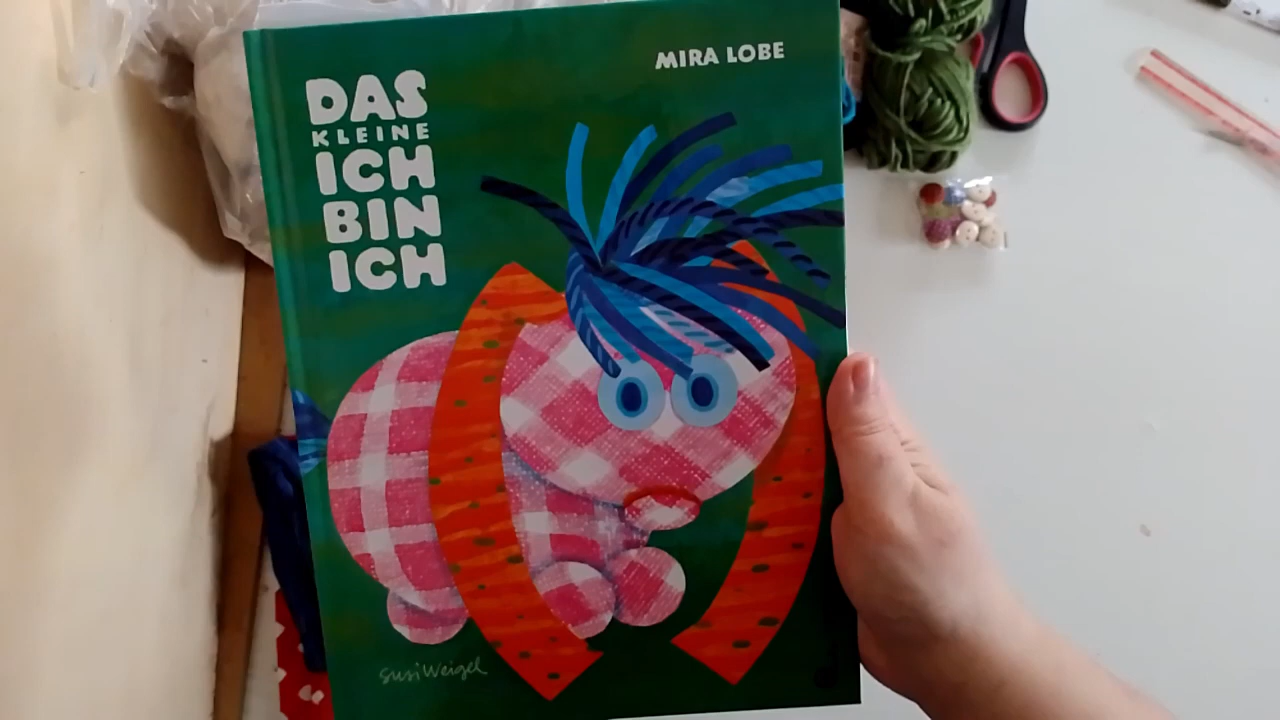 MIRA LOBE
DAS
KLEINE
ICH
BIN
ICH
Susi Weigel